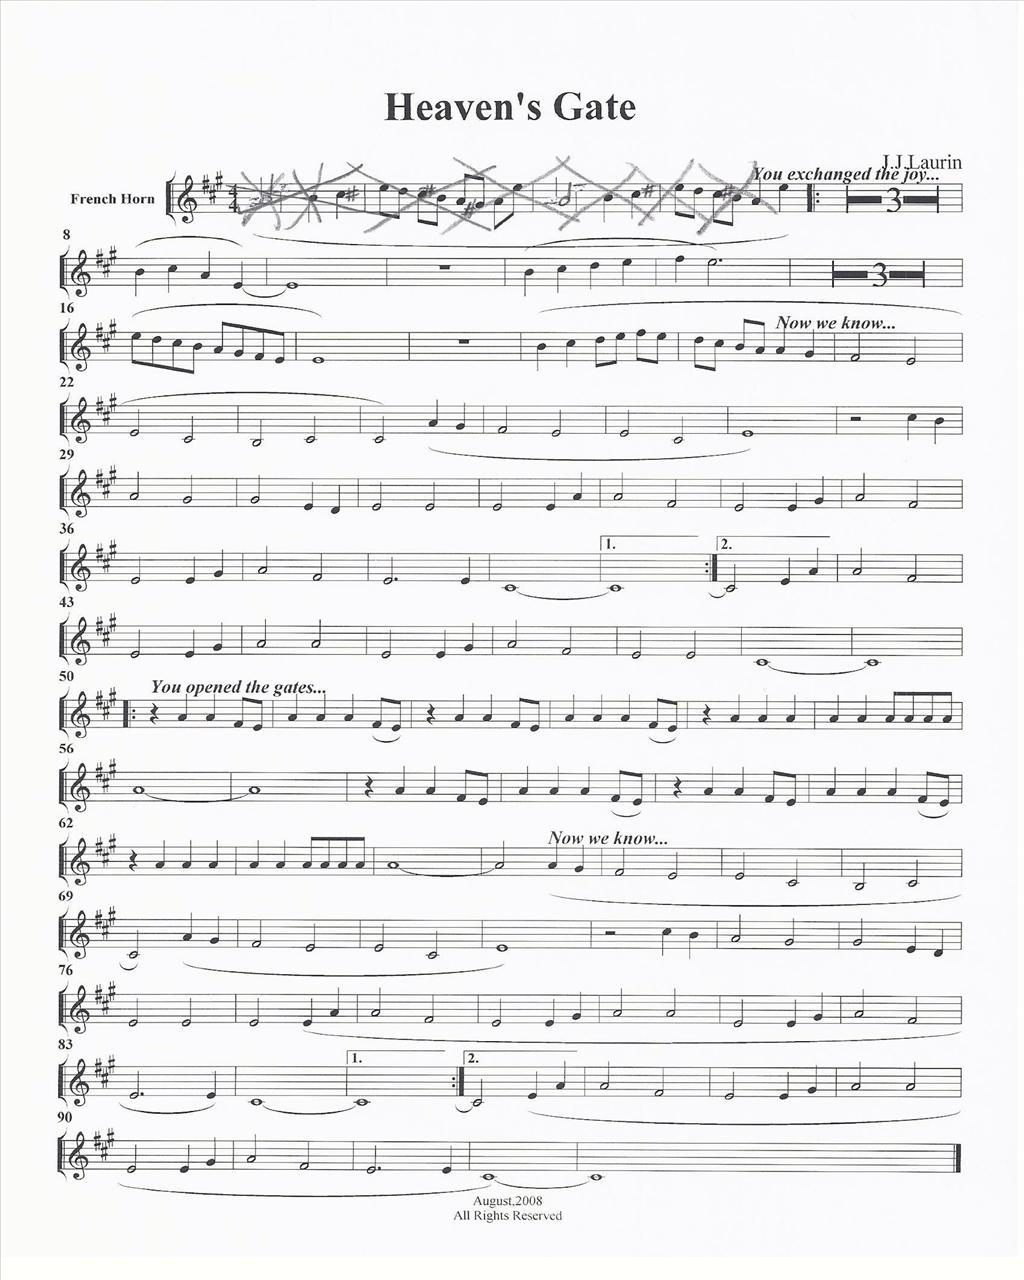 Heaven's Gate
J.J.Laurin
You exchanged the joy...
French Horn
4
4
3
8
3
16
Now we know...
22
29
36
1.
2.
43
50
You opened the gates...
56
62
Now we know...
69
76
83
1.
2.
90
August,2008
All Rights Reserved